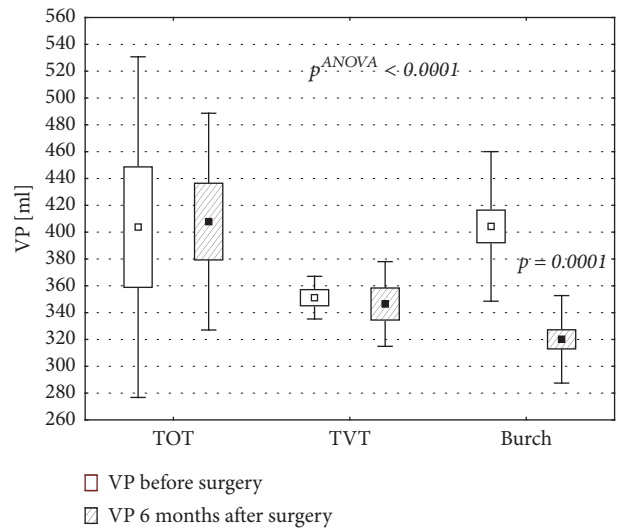 560
540
520
500
480
460
440
420
400
380
360
340
320
300
280
260
VP [ml]
p^ANOVA < 0.0001
p = 0.0001
TOT TVT Burch
VP before surgery
VP 6 months after surgery